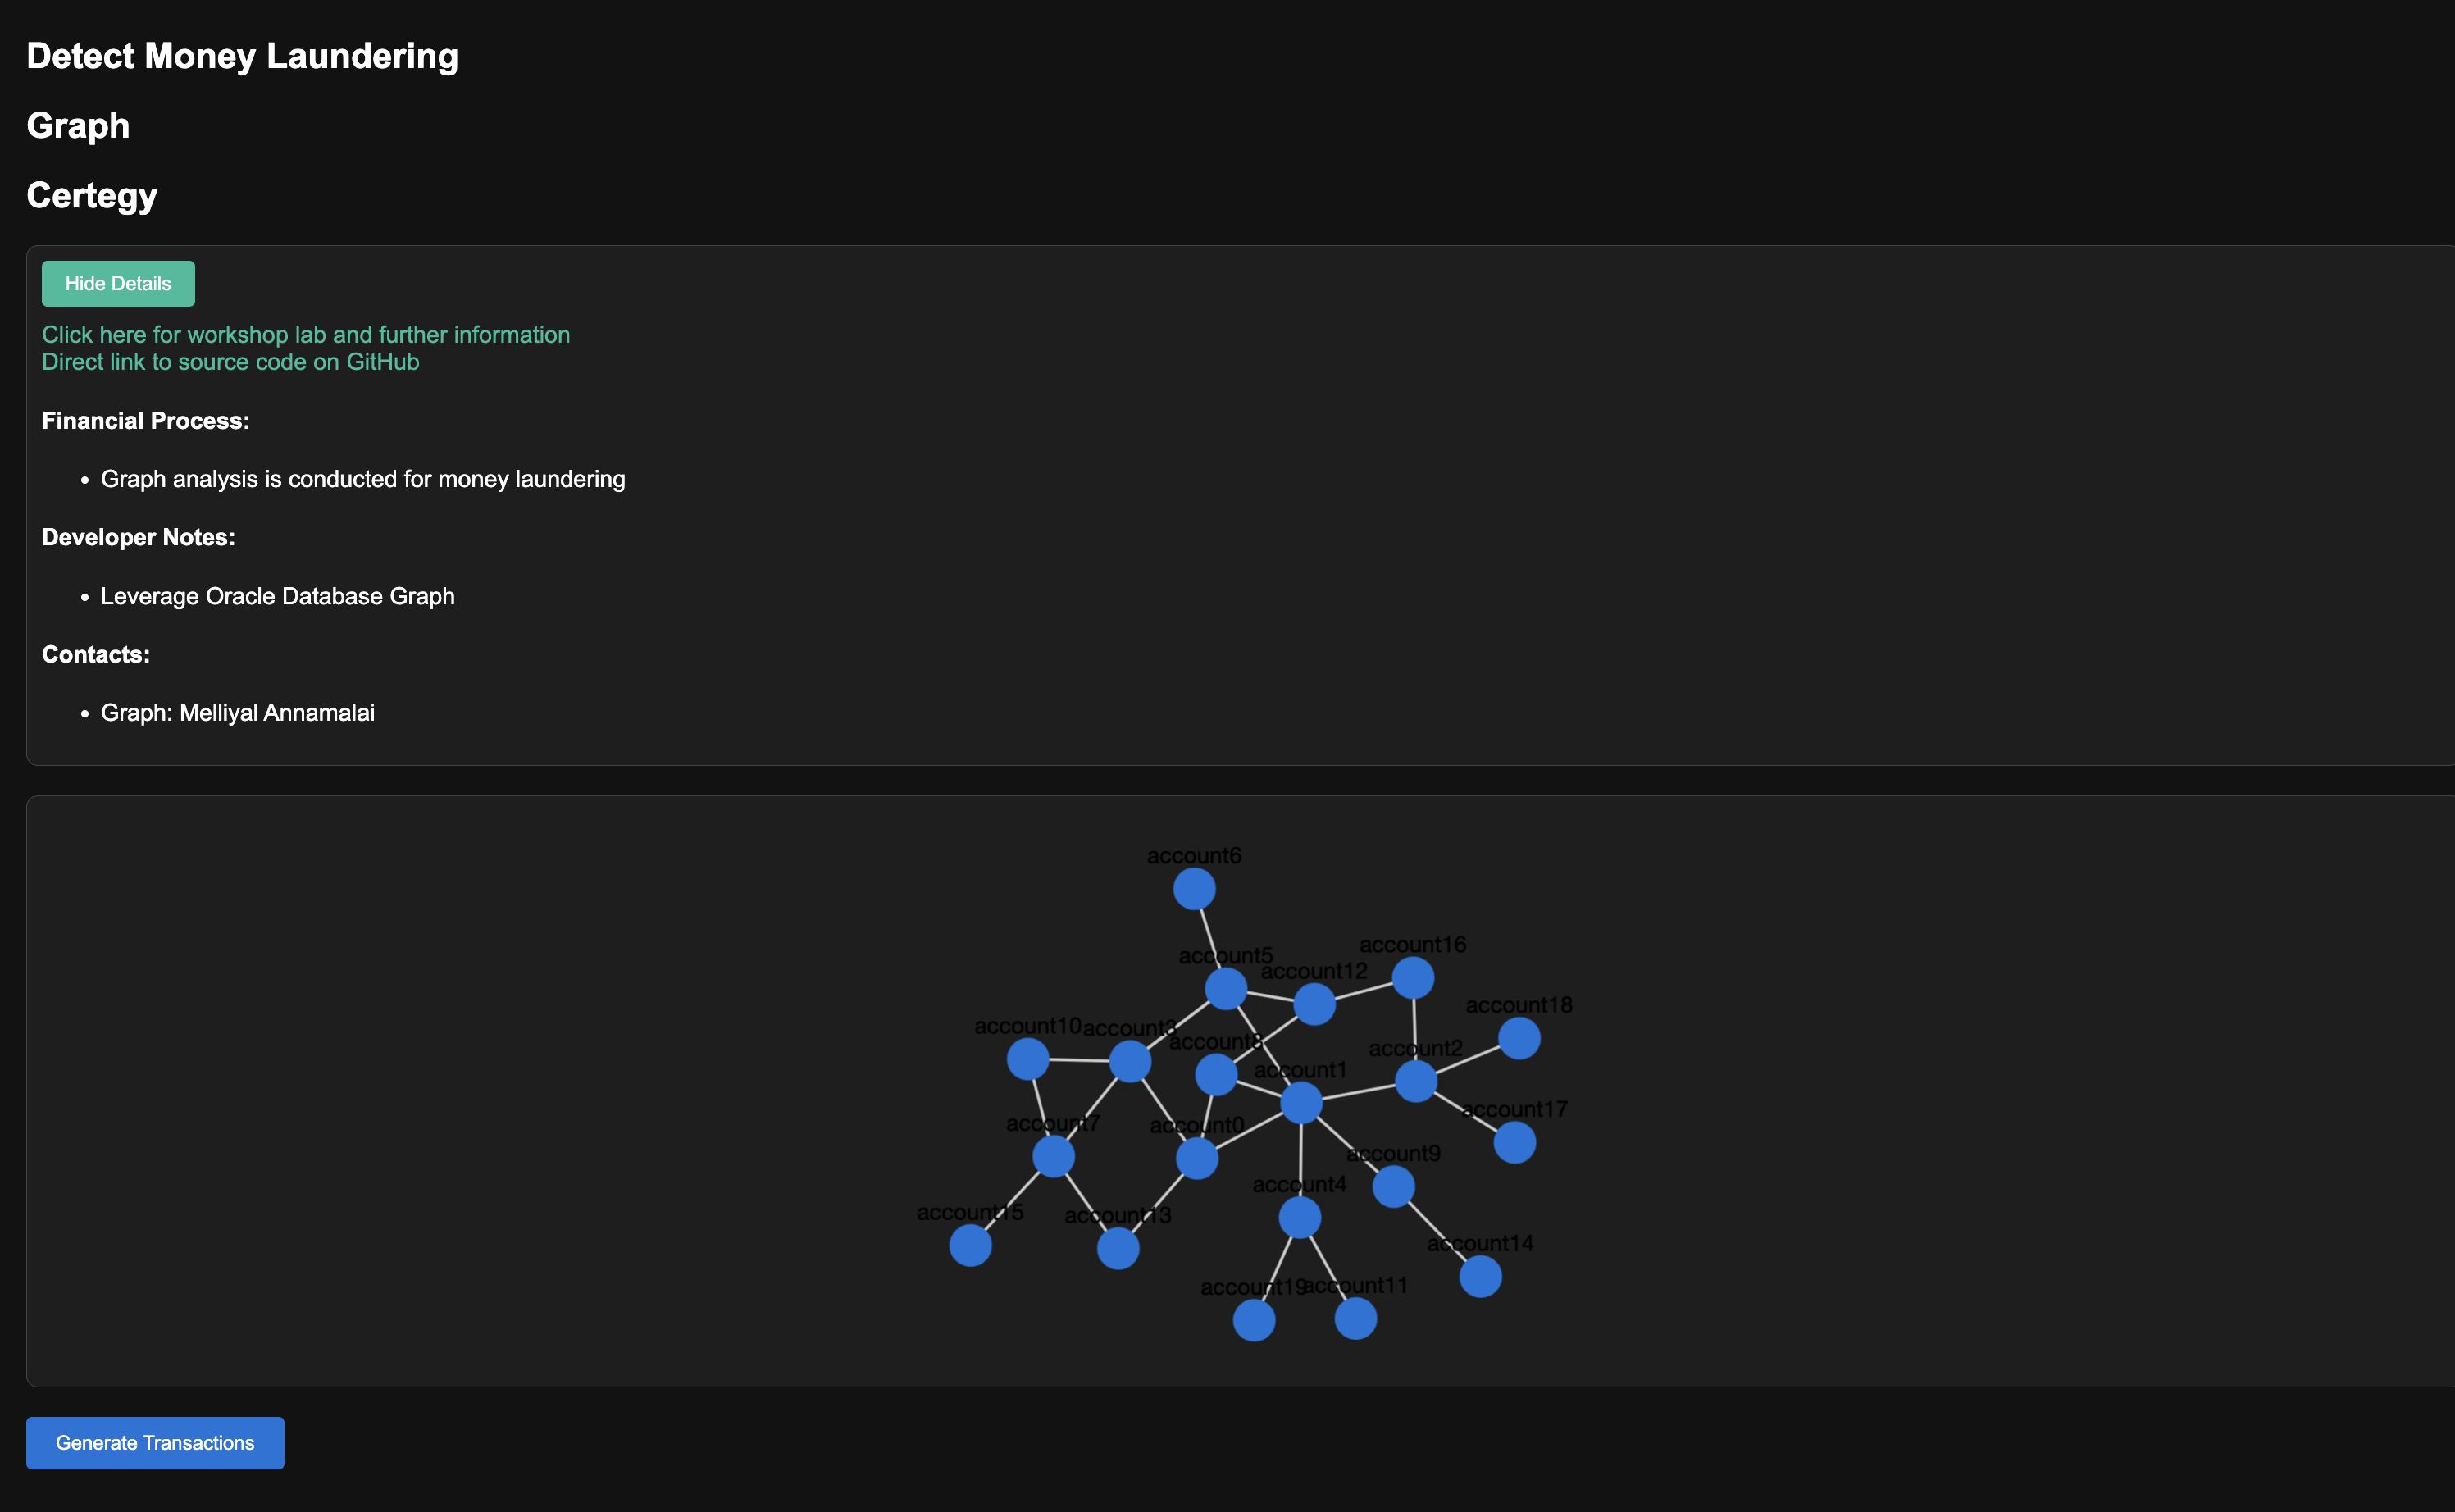 Detect Money Laundering
Graph
Certegy
Hide Details
Click here for workshop lab and further information
Direct link to source code on GitHub
Financial Process:
Graph analysis is conducted for money laundering
Developer Notes:
Leverage Oracle Database Graph
Contacts:
Graph: Melliyal Annamalai
account6
account16
account5
account12
account18
account10
account3
account8
account2
account1
account17
account7
account0
account9
account4
account15
account13
account14
account19
account11
Generate Transactions